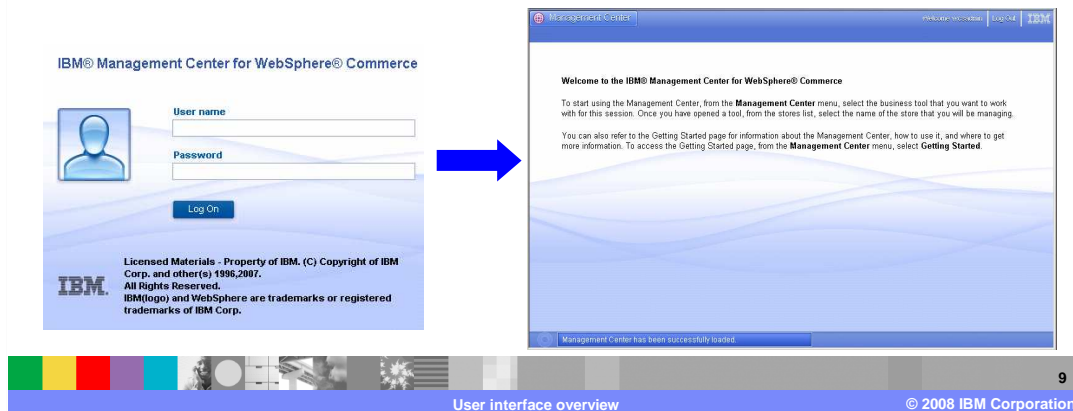 IBM® Management Center for WebSphere® Commerce
User name
Password
Log On
Licensed Materials - Property of IBM. (C) Copyright of IBM
Corp. and other(s) 1996,2007.
All Rights Reserved.
IBM(logo) and WebSphere are trademarks or registered
trademarks of IBM Corp.
IBM.
Management Center
Welcome wcsadmin
Log Out
IBM
Welcome to the IBM® Management Center for WebSphere® Commerce
To start using the Management Center, from the Management Center menu, select the business tool that you want to work
with for this session. Once you have opened a tool, from the stores list, select the name of the store that you will be managing.
You can also refer to the Getting Started page for information about the Management Center, how to use it, and where to get
more information. To access the Getting Started page, from the Management Center menu, select Getting Started.
Management Center has been successfully loaded.
9
User interface overview
© 2008 IBM Corporation